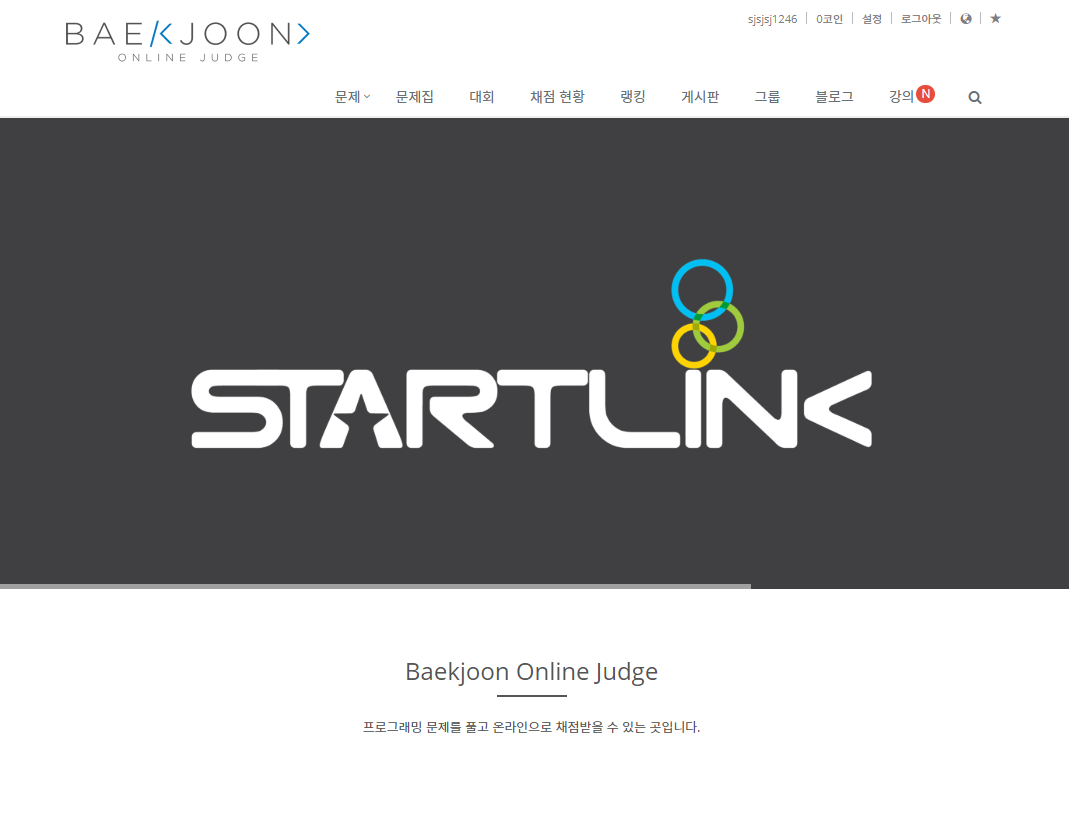 BAEKJOON
ONLINE JUDGE
sjsjsj1246 0코인 설정 로그아웃
문제 문제집 대회 채점 현황 랭킹 게시판 그룹 블로그 강의 N
STARTLINK
Baekjoon Online Judge
프로그래밍 문제를 풀고 온라인으로 채점받을 수 있는 곳입니다.